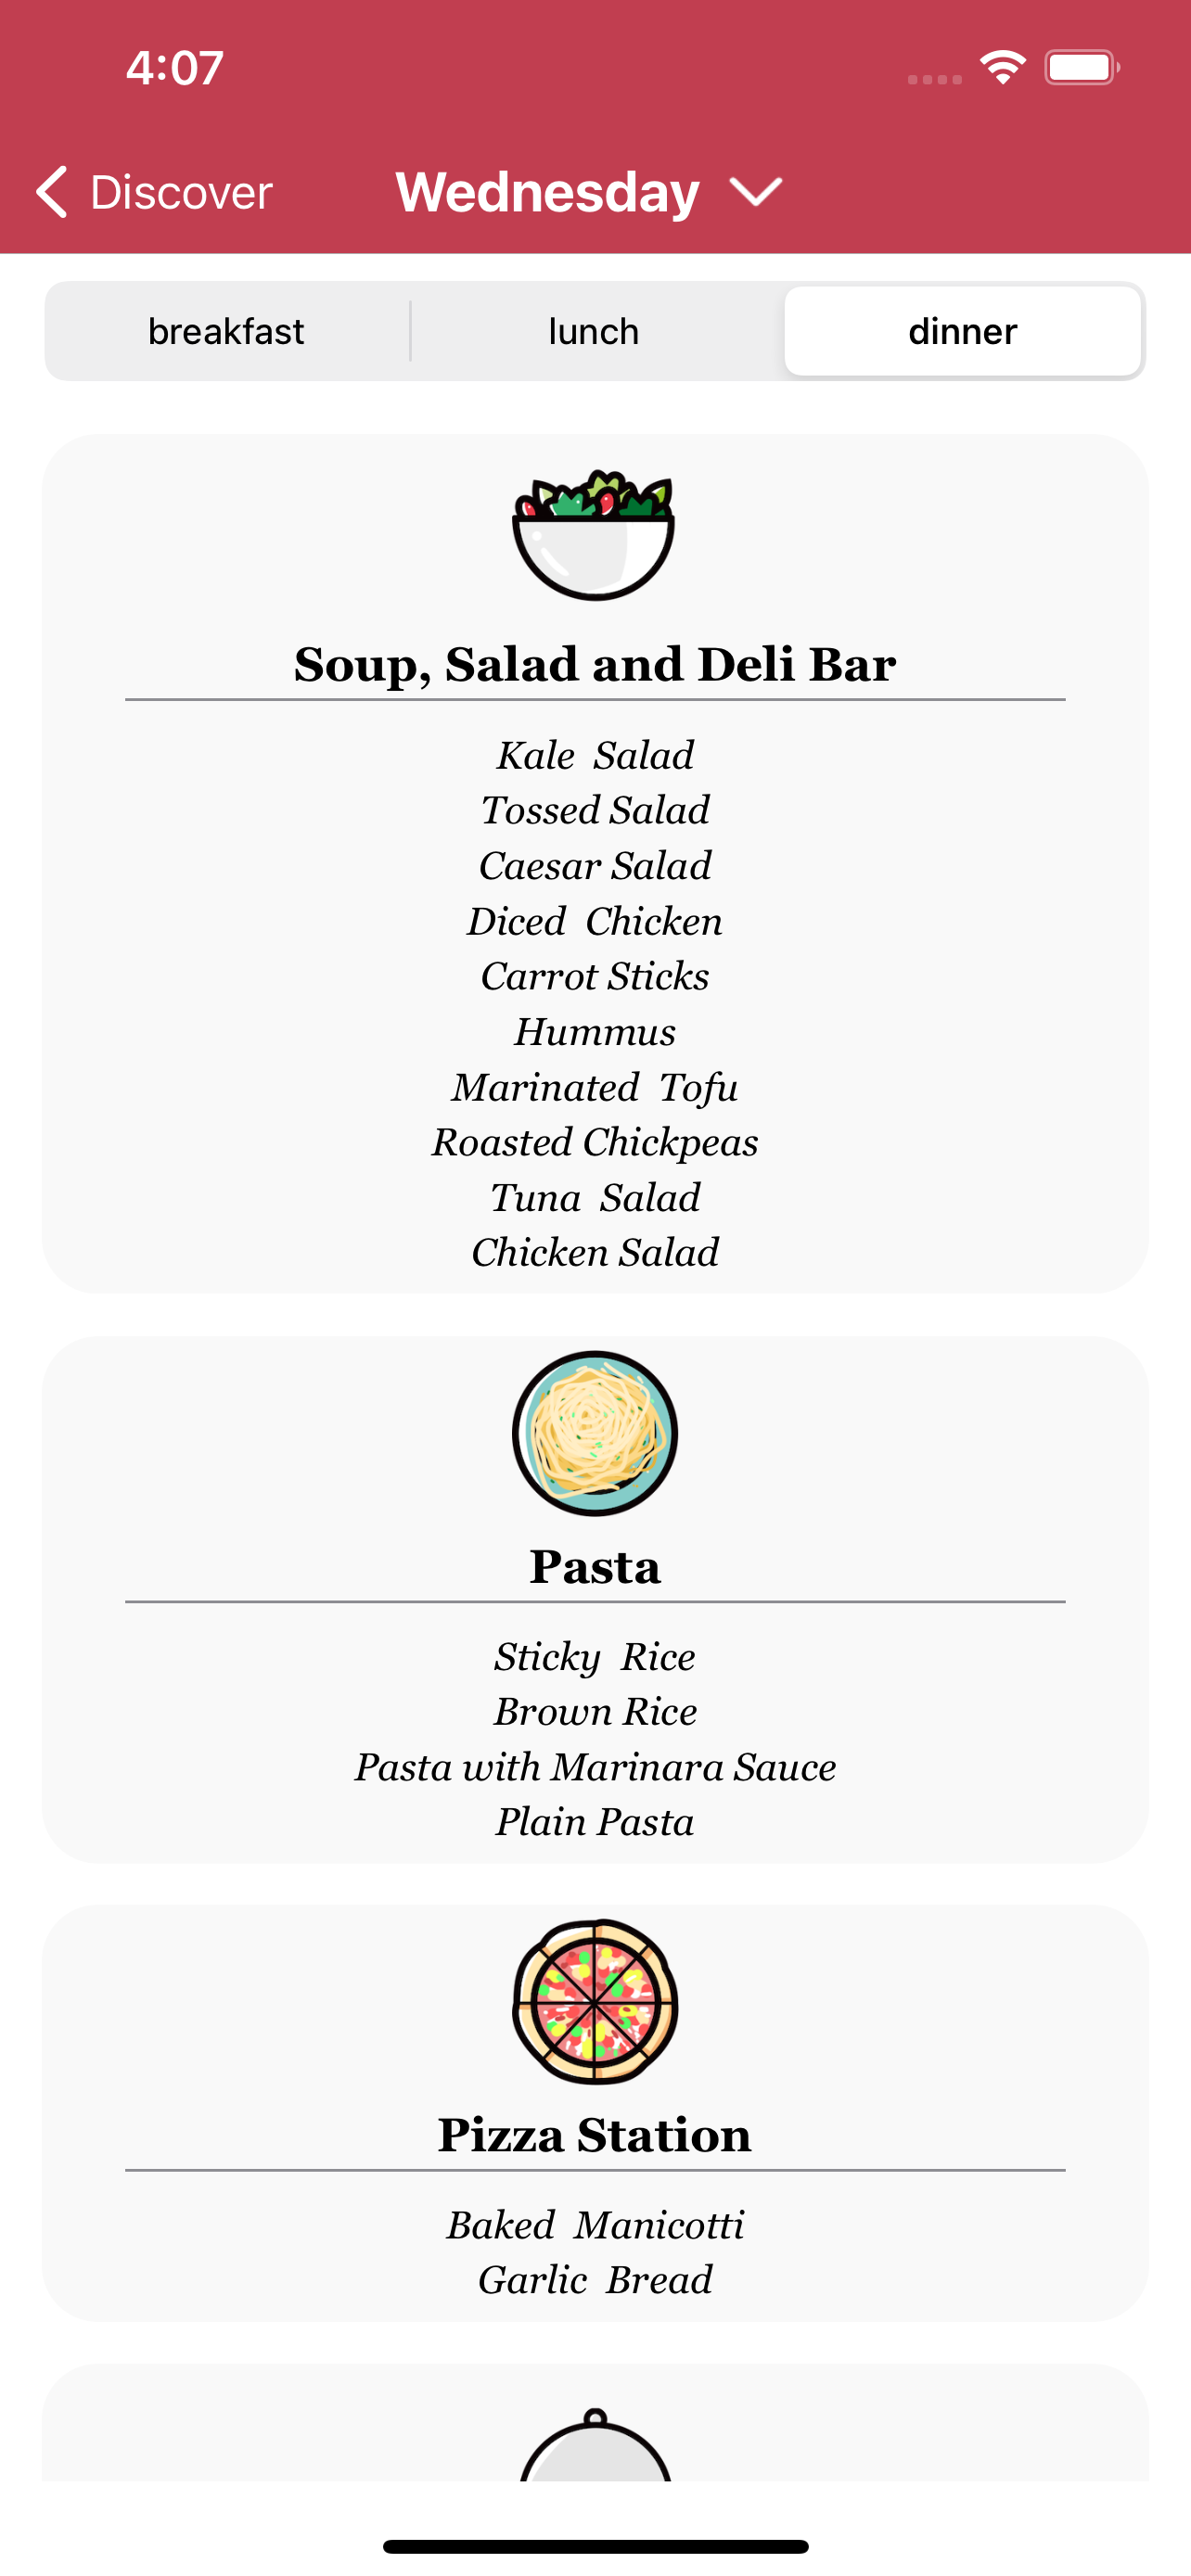 4:07
Discover
Wednesday
breakfast
lunch
dinner
Soup, Salad and Deli Bar
Kale  Salad
Tossed Salad
Caesar Salad
Diced  Chicken
Carrot Sticks
Hummus
Marinated  Tofu
Roasted Chickpeas
Tuna  Salad
Chicken Salad
Pasta
Sticky  Rice
Brown Rice
Pasta with Marinara Sauce
Plain Pasta
Pizza Station
Baked  Manicotti
Garlic  Bread